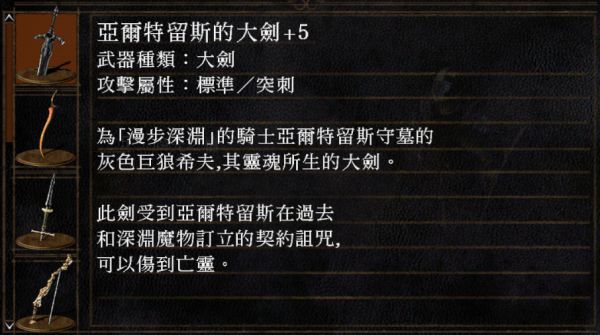 亞爾特留斯的大劍+5
武器種類：大劍
攻擊屬性：標準／突刺
為「漫步深淵」的騎士亞爾特留斯守墓的
灰色巨狼希夫,其靈魂所生的大劍。
此劍受到亞爾特留斯在過去
和深淵魔物訂立的契約詛咒,
可以傷到亡靈。